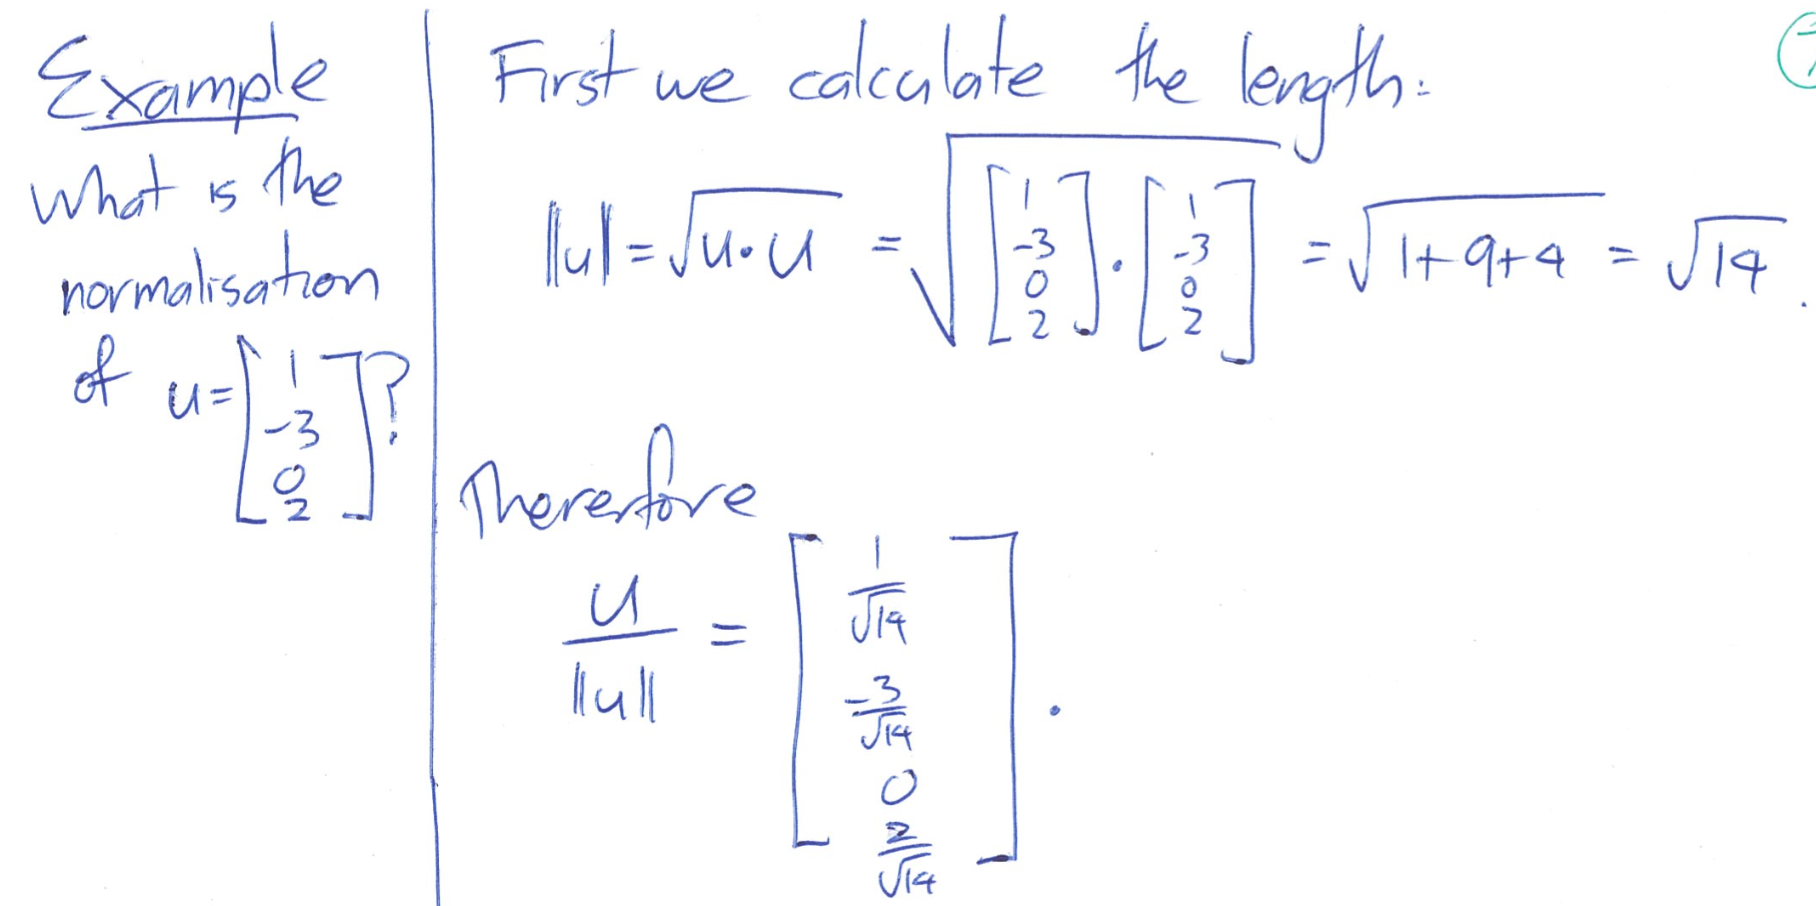 Example
What is the
normalisation
of u = [1 -3 0 2]?
First we calculate the length:
||u|| = √u·u = √[1 -3 0 2]·[1 -3 0 2] = √1+9+4 = √14.
Thererfore
u/||u|| = [1/√14 -3/√14 0 2/√14].